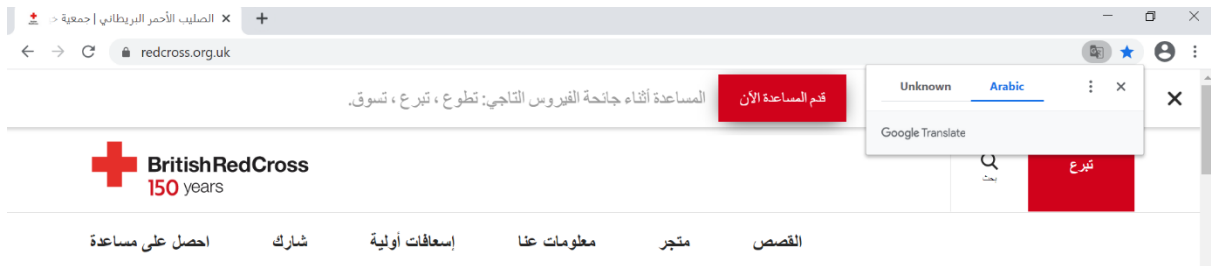 الصليب الأحمر البريطاني | جمعية
redcross.org.uk
Unknown Arabic
Google Translate
قدم المساعدة الآن
المساعدة أثناء جائحة الفيروس التاجي: تطوع ، تبرع ، تسوق.
BritishRedCross
150 years
بحث
تبرع
احصل على مساعدة شارك إسعافات أولية معلومات عنا متجر القصص